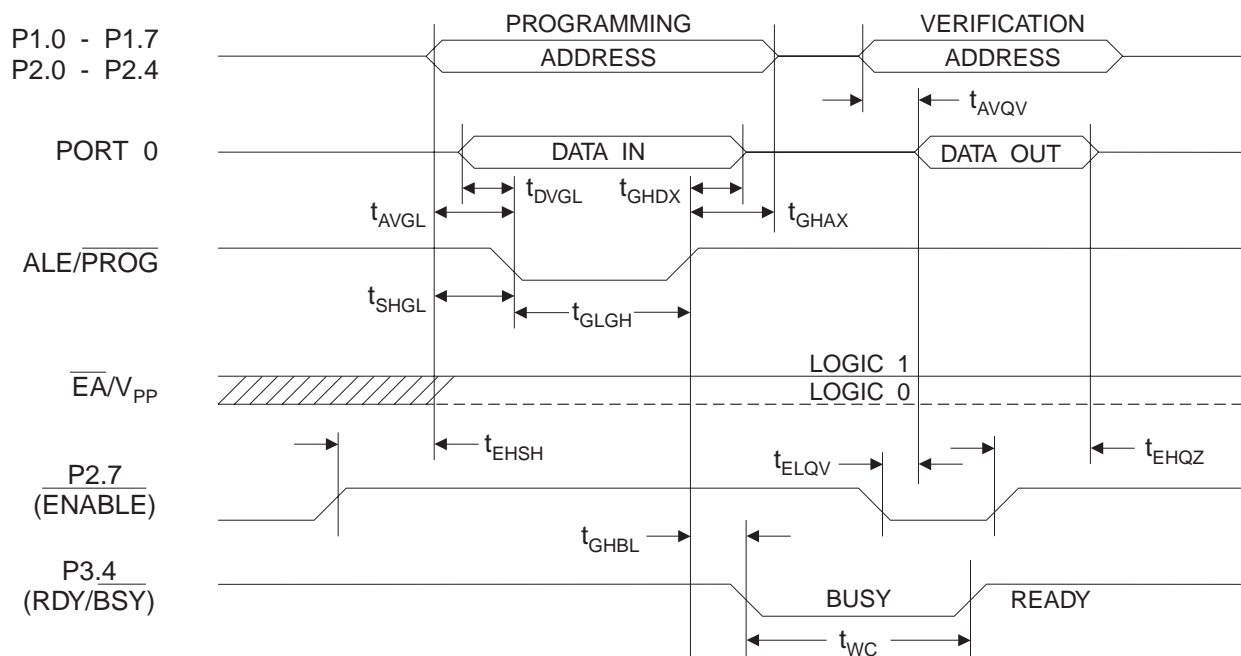 PROGRAMMING VERIFICATION
P1.0 - P1.7
P2.0 - P2.4
ADDRESS ADDRESS
tAVQV
PORT 0 DATA IN DATA OUT
tDVGL tGHDX
tAVGL tGHAX
ALE/PROG
tSHGL tGLGH
LOGIC 1
EA/VPP LOGIC 0
tEHSH tELQV tEHQZ
P2.7
(ENABLE)
tGHBL
P3.4
(RDY/BSY) BUSY READY
tWC